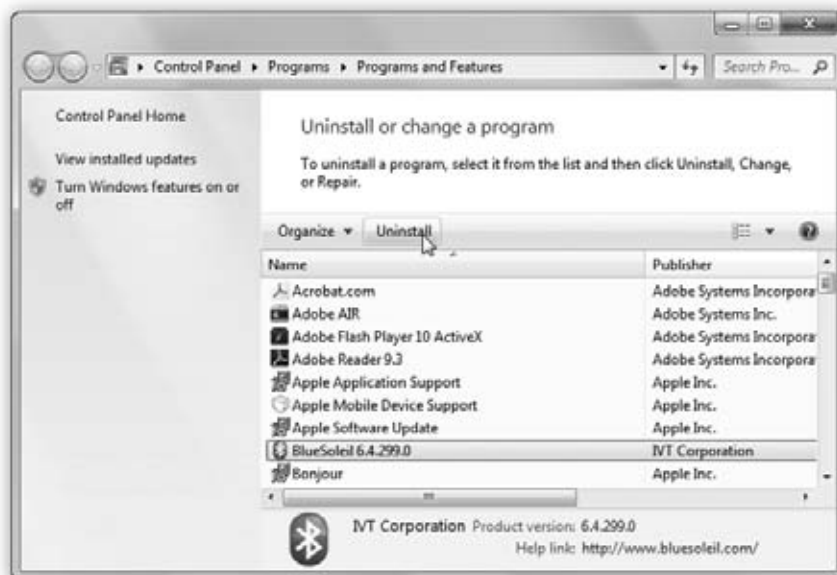 Control Panel ▸ Programs ▸ Programs and Features
Search Pro...
Control Panel Home
View installed updates
Turn Windows features on or
off
Uninstall or change a program
To uninstall a program, select it from the list and then click Uninstall, Change,
or Repair.
Organize Uninstall
Name Publisher
Acrobat.com Adobe Systems Incorpora
Adobe AIR Adobe Systems Inc.
Adobe Flash Player 10 ActiveX Adobe Systems Incorpora
Adobe Reader 9.3 Adobe Systems Incorpora
Apple Application Support Apple Inc.
Apple Mobile Device Support Apple Inc.
Apple Software Update Apple Inc.
BlueSoleil 6.4.299.0 IVT Corporation
Bonjour Apple Inc.
IVT Corporation Product version: 6.4.299.0
Help link: http://www.bluesoleil.com/